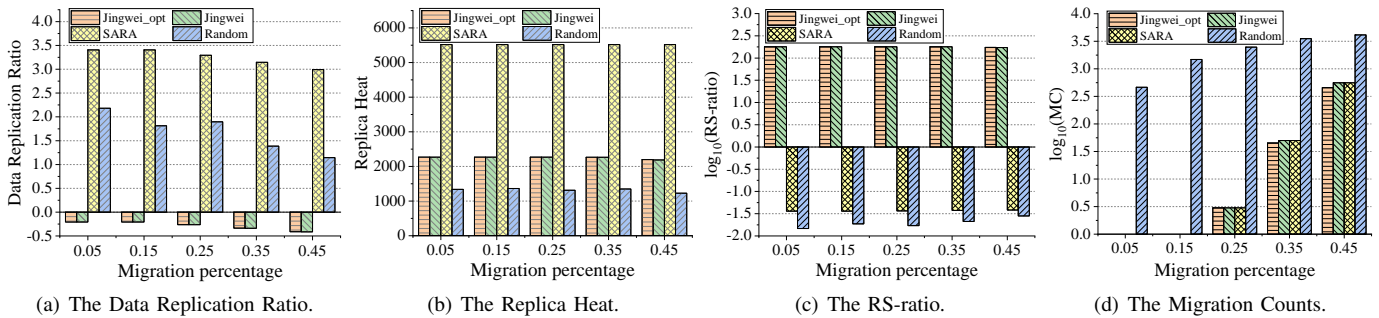 Jingwei_opt Jingwei
SARA Random
Data Replication Ratio
4.0
3.5
3.0
2.5
2.0
1.5
1.0
0.5
0.0
-0.5
0.05 0.15 0.25 0.35 0.45
Migration percentage
(a) The Data Replication Ratio.
Jingwei_opt Jingwei
SARA Random
Replica Heat
6000
5000
4000
3000
2000
1000
0
0.05 0.15 0.25 0.35 0.45
Migration percentage
(b) The Replica Heat.
Jingwei_opt Jingwei
SARA Random
log10(RS-ratio)
3.0
2.5
2.0
1.5
1.0
0.5
0.0
-0.5
-1.0
-1.5
-2.0
0.05 0.15 0.25 0.35 0.45
Migration percentage
(c) The RS-ratio.
Jingwei_opt Jingwei
SARA Random
log10(MC)
4.0
3.5
3.0
2.5
2.0
1.5
1.0
0.5
0.0
0.05 0.15 0.25 0.35 0.45
Migration percentage
(d) The Migration Counts.